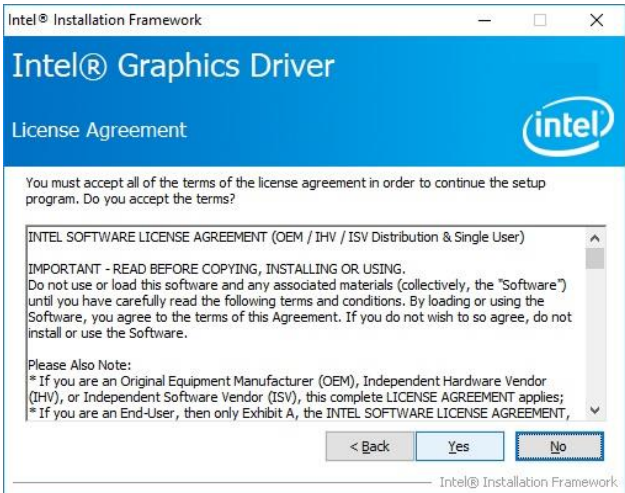 Intel® Installation Framework
Intel® Graphics Driver
License Agreement
intel
You must accept all of the terms of the license agreement in order to continue the setup
program. Do you accept the terms?
INTEL SOFTWARE LICENSE AGREEMENT (OEM / IHV / ISV Distribution & Single User)
IMPORTANT - READ BEFORE COPYING, INSTALLING OR USING.
Do not use or load this software and any associated materials (collectively, the "Software")
until you have carefully read the following terms and conditions. By loading or using the
Software, you agree to the terms of this Agreement. If you do not wish to so agree, do not
install or use the Software.
Please Also Note:
* If you are an Original Equipment Manufacturer (OEM), Independent Hardware Vendor
(IHV), or Independent Software Vendor (ISV), this complete LICENSE AGREEMENT applies;
* If you are an End-User, then only Exhibit A, the INTEL SOFTWARE LICENSE AGREEMENT,
< Back Yes No
Intel® Installation Framework